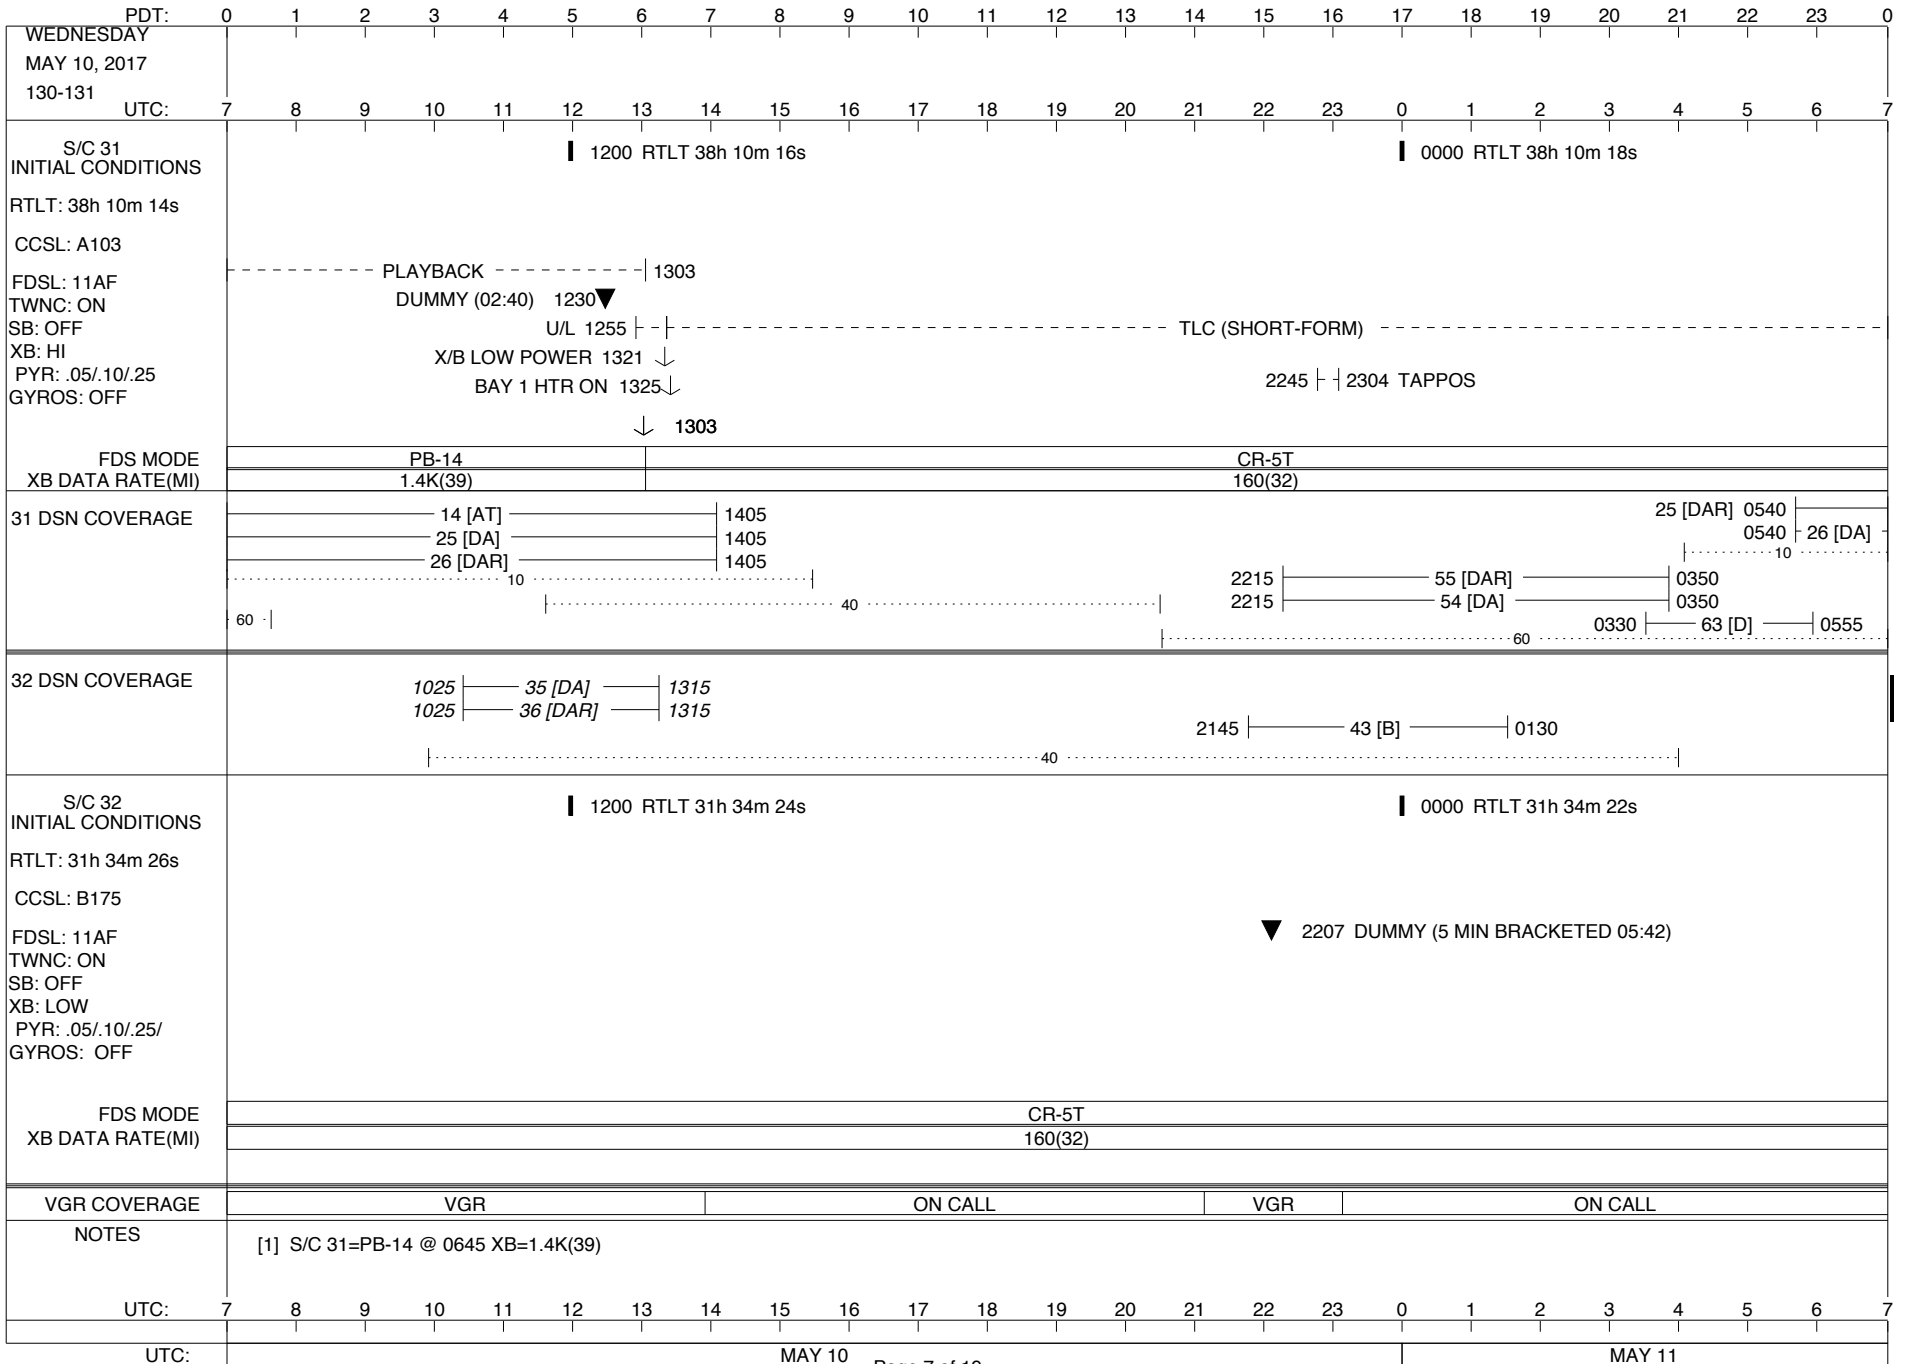 PDT: 0 1 2 3 4 5 6 7 8 9 10 11 12 13 14 15 16 17 18 19 20 21 22 23 0
WEDNESDAY
MAY 10, 2017
130-131
UTC: 7 8 9 10 11 12 13 14 15 16 17 18 19 20 21 22 23 0 1 2 3 4 5 6 7
S/C 31
INITIAL CONDITIONS
1200 RTLT 38h 10m 16s
0000 RTLT 38h 10m 18s
RTLT: 38h 10m 14s
CCSL: A103
FDSL: 11AF
TWNC: ON
SB: OFF
XB: HI
PYR: .05/.10/.25
GYROS: OFF
PLAYBACK 1303
DUMMY (02:40) 1230
U/L 1255 TLC (SHORT-FORM)
X/B LOW POWER 1321
BAY 1 HTR ON 1325
2245 2304 TAPPOS
1303
FDS MODE PB-14 CR-5T
XB DATA RATE(MI) 1.4K(39) 160(32)
31 DSN COVERAGE
14 [AT] 1405
25 [DA] 1405
26 [DAR] 1405
10
40
60
25 [DAR] 0540
0540 26 [DA]
10
2215 55 [DAR] 0350
2215 54 [DA] 0350
0330 63 [D] 0555
60
32 DSN COVERAGE
1025 35 [DA] 1315
1025 36 [DAR] 1315
2145 43 [B] 0130
40
S/C 32
INITIAL CONDITIONS
1200 RTLT 31h 34m 24s
0000 RTLT 31h 34m 22s
RTLT: 31h 34m 26s
CCSL: B175
FDSL: 11AF
TWNC: ON
SB: OFF
XB: LOW
PYR: .05/.10/.25/
GYROS: OFF
2207 DUMMY (5 MIN BRACKETED 05:42)
FDS MODE CR-5T
XB DATA RATE(MI) 160(32)
VGR COVERAGE VGR ON CALL VGR ON CALL
NOTES
[1] S/C 31=PB-14 @ 0645 XB=1.4K(39)
UTC: 7 8 9 10 11 12 13 14 15 16 17 18 19 20 21 22 23 0 1 2 3 4 5 6 7
UTC: MAY 10 MAY 11